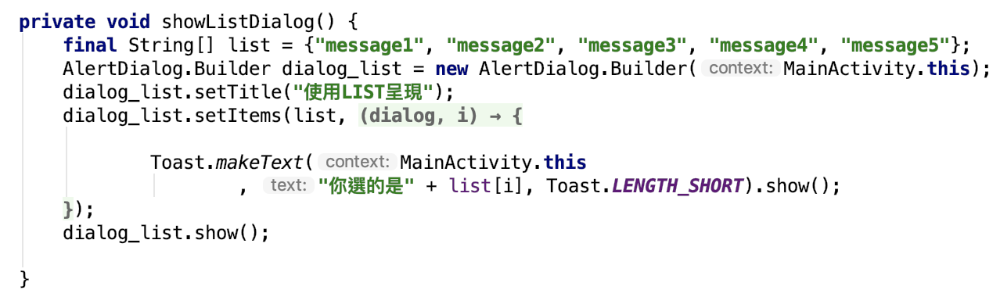 private void showListDialog() {
final String[] list = {"message1", "message2", "message3", "message4", "message5"};
AlertDialog.Builder dialog_list = new AlertDialog.Builder( context: MainActivity.this);
dialog_list.setTitle("使用LIST呈現");
dialog_list.setItems(list, (dialog, i) → {
Toast.makeText( context: MainActivity.this
, text: "你選的是" + list[i], Toast.LENGTH_SHORT).show();
});
dialog_list.show();
}